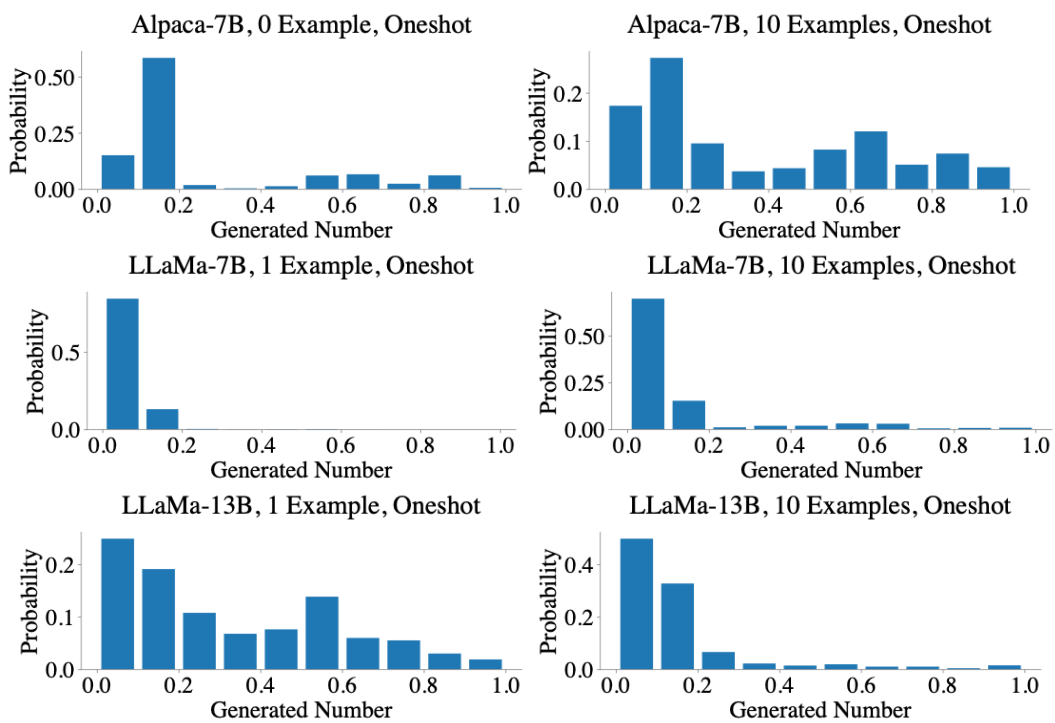 Alpaca-7B, 0 Example, Oneshot
Probability
0.50
0.25
0.00
0.0 0.2 0.4 0.6 0.8 1.0
Generated Number
Alpaca-7B, 10 Examples, Oneshot
Probability
0.2
0.1
0.0
0.0 0.2 0.4 0.6 0.8 1.0
Generated Number
LLaMa-7B, 1 Example, Oneshot
Probability
0.5
0.0
0.0 0.2 0.4 0.6 0.8 1.0
Generated Number
LLaMa-7B, 10 Examples, Oneshot
Probability
0.50
0.25
0.00
0.0 0.2 0.4 0.6 0.8 1.0
Generated Number
LLaMa-13B, 1 Example, Oneshot
Probability
0.2
0.1
0.0
0.0 0.2 0.4 0.6 0.8 1.0
Generated Number
LLaMa-13B, 10 Examples, Oneshot
Probability
0.4
0.2
0.0
0.0 0.2 0.4 0.6 0.8 1.0
Generated Number